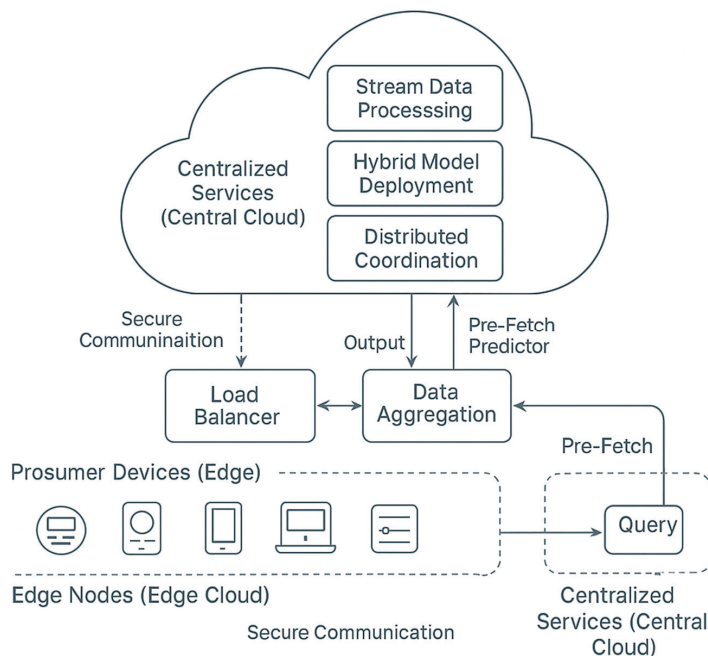 Stream Data
Processsing
Centralized
Services
(Central Cloud)
Hybrid Model
Deployment
Distributed
Coordination
Secure
Communinaition
Output
Pre-Fetch
Predictor
Load
Balancer
Data
Aggregation
Pre-Fetch
Prosumer Devices (Edge)
Query
Edge Nodes (Edge Cloud)
Centralized
Services (Central
Cloud)
Secure Communication